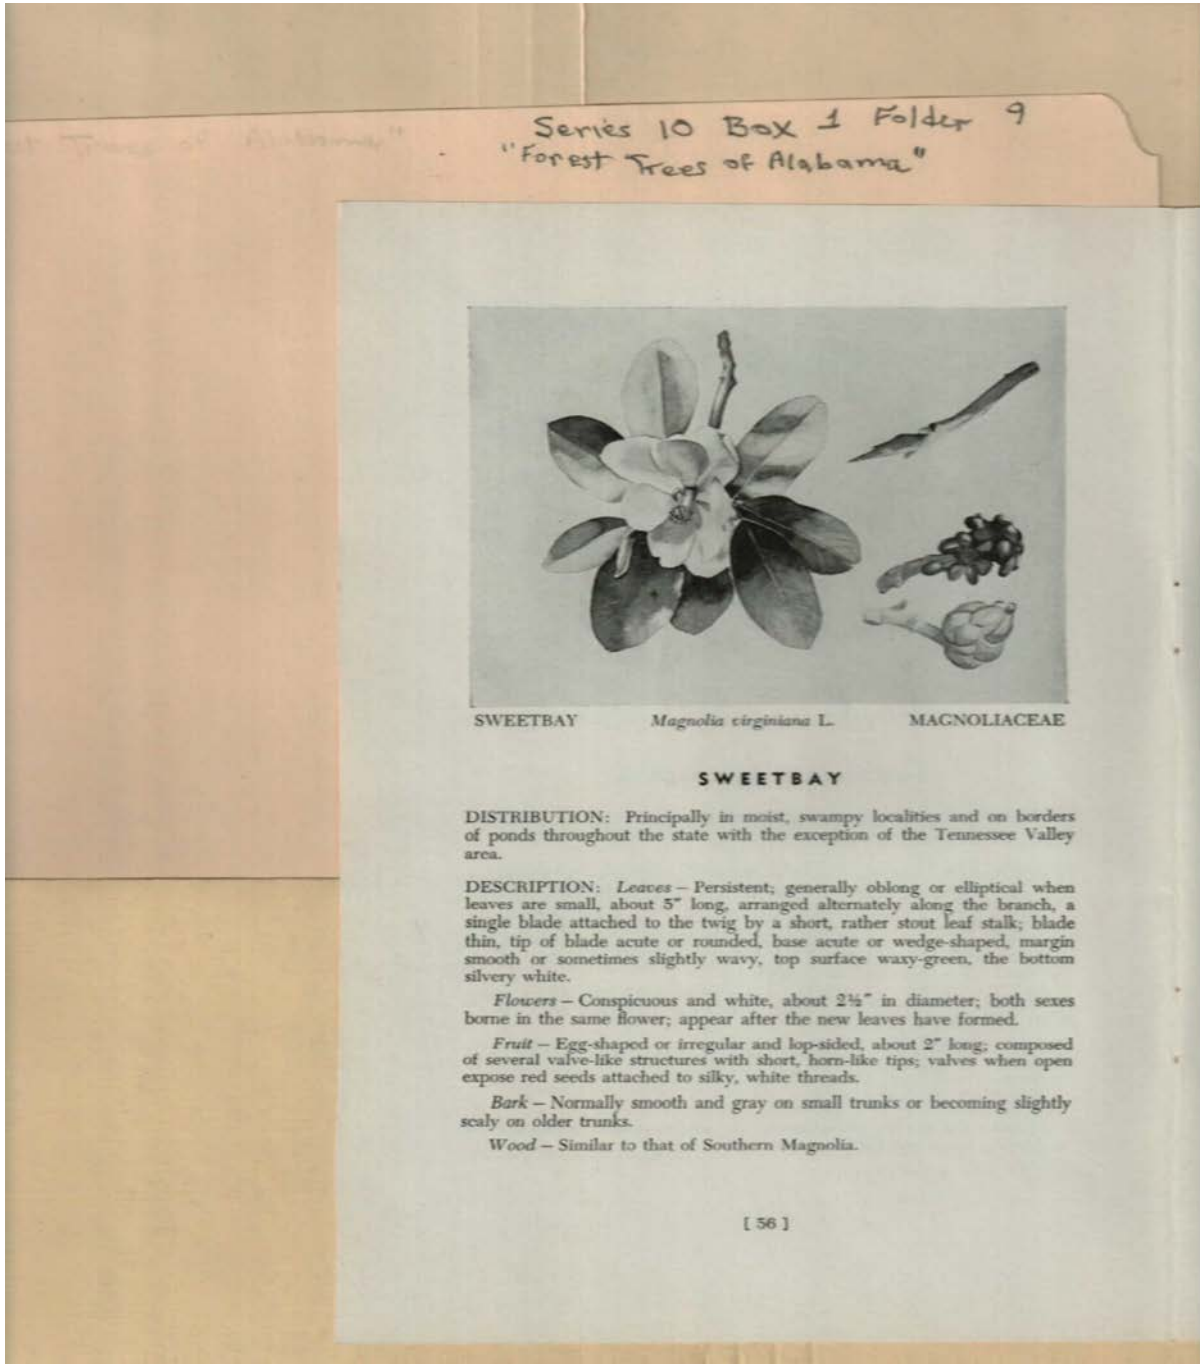 Series 10 Box 1 Folder 9
"Forest Trees of Alabama"
SWEETBAY Magnolia virginiana L. MAGNOLIACEAE
SWEETBAY
DISTRIBUTION: Principally in moist, swampy localities and on borders
of ponds throughout the state with the exception of the Tennessee Valley
area.
DESCRIPTION: Leaves – Persistent; generally oblong or elliptical when
leaves are small, about 5" long, arranged alternately along the branch, a
single blade attached to the twig by a short, rather stout leaf stalk; blade
thin, tip of blade acute or rounded, base acute or wedge-shaped, margin
smooth or sometimes slightly wavy, top surface waxy-green, the bottom
silvery white.
Flowers – Conspicuous and white, about 2½" in diameter; both sexes
borne in the same flower; appear after the new leaves have formed.
Fruit – Egg-shaped or irregular and lop-sided, about 2" long; composed
of several valve-like structures with short, horn-like tips; valves when open
expose red seeds attached to silky, white threads.
Bark – Normally smooth and gray on small trunks or becoming slightly
scaly on older trunks.
Wood – Similar to that of Southern Magnolia.
[ 56 ]